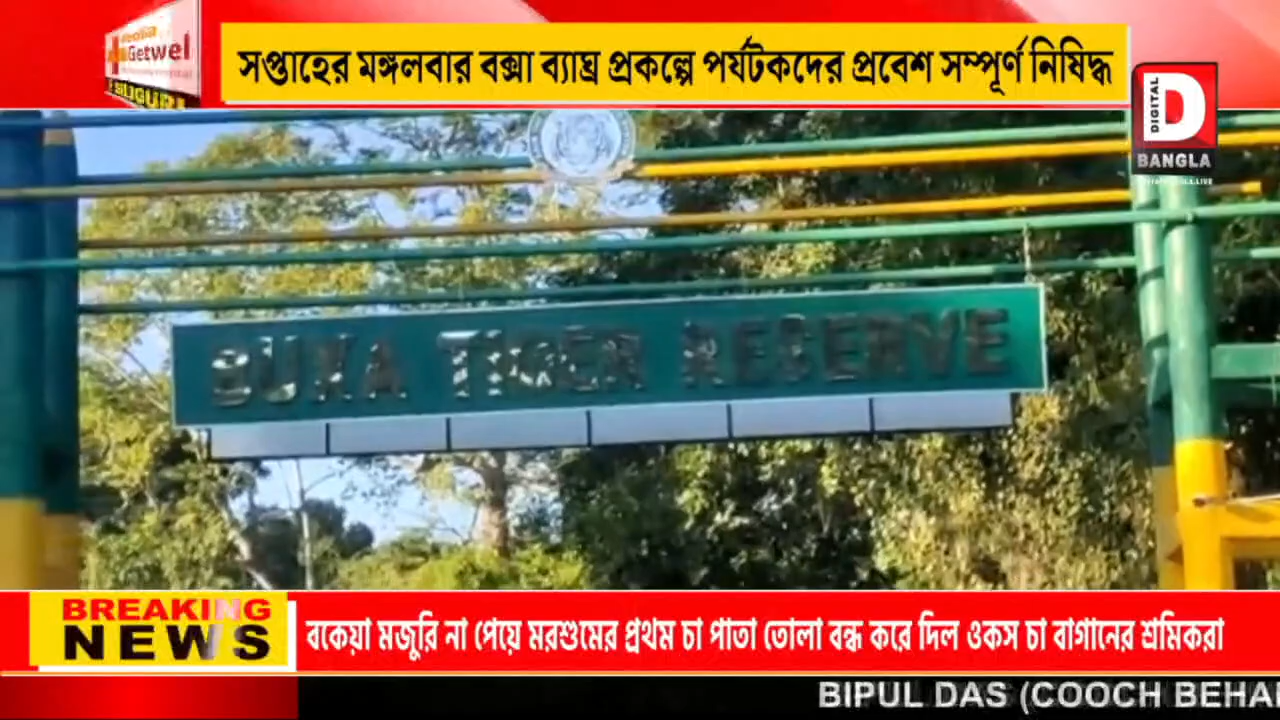 Getwel
SILIGURI
সপ্তাহের মঙ্গলবার বক্সা ব্যাঘ্র প্রকল্পে পর্যটকদের প্রবেশ সম্পূর্ণ নিষিদ্ধ
DIGITAL
D
BANGLA
BUXA TIGER RESERVE
BREAKING
NEWS
বকেয়া মজুরি না পেয়ে মরশুমের প্রথম চা পাতা তোলা বন্ধ করে দিল ওকস চা বাগানের শ্রমিকরা
BIPUL DAS (COOCH BEHA